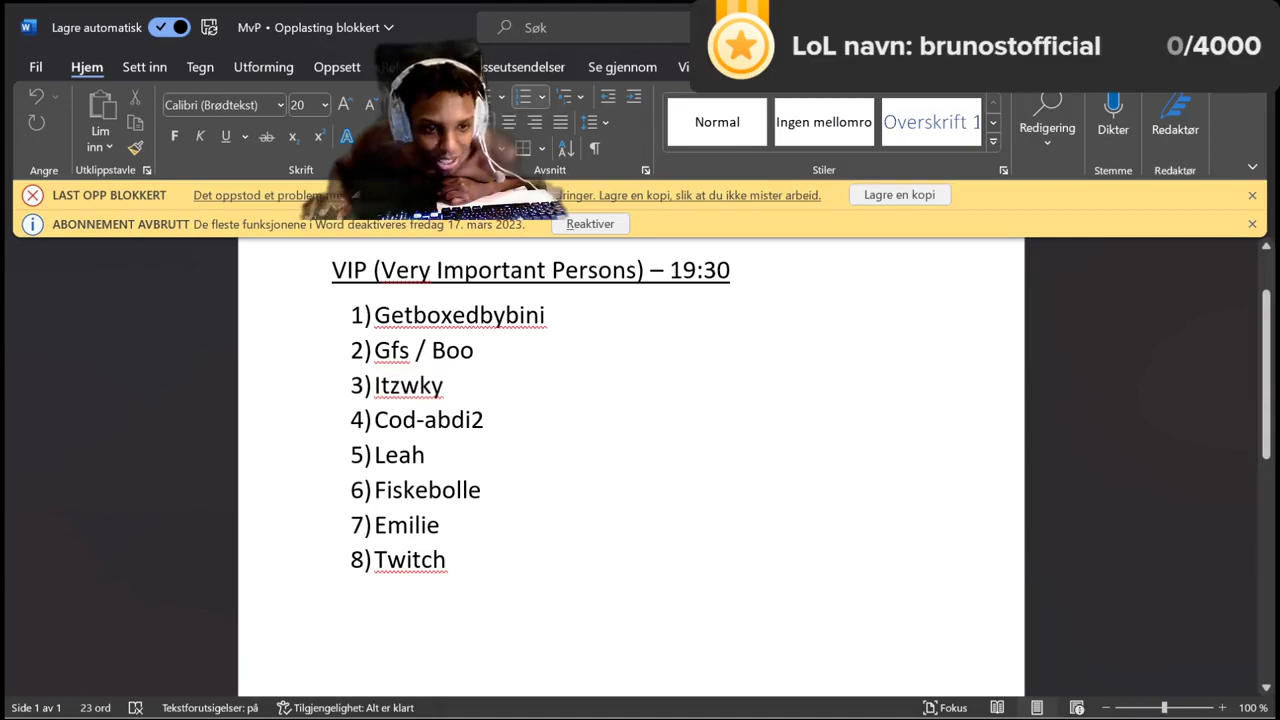 Lagre automatisk
MvP • Opplasting blokkert
Søk
LoL navn: brunostofficial 0/4000
Fil Hjem Sett inn Tegn Utforming Oppsett sseutsendelser Se gjennom Vi
Lim inn
Calibri (Brødtekst) 20
F K U ab x₂ x² A
Normal
Ingen mellomro
Overskrift 1
Redigering
Dikter
Redaktør
Angre Utklippstavle Skrift Avsnitt Stiler Stemme Redaktør
LAST OPP BLOKKERT Det oppstod et problem dringer. Lagre en kopi, slik at du ikke mister arbeid. Lagre en kopi
ABONNEMENT AVBRUTT De fleste funksjonene i Word deaktiveres fredag 17. mars 2023. Reaktiver
VIP (Very Important Persons) – 19:30
1) Getboxedbybini
2) Gfs / Boo
3) Itzwky
4) Cod-abdi2
5) Leah
6) Fiskebolle
7) Emilie
8) Twitch
Side 1 av 1 23 ord Tekstforutsigelser: på Tilgjengelighet: Alt er klart Fokus 100 %